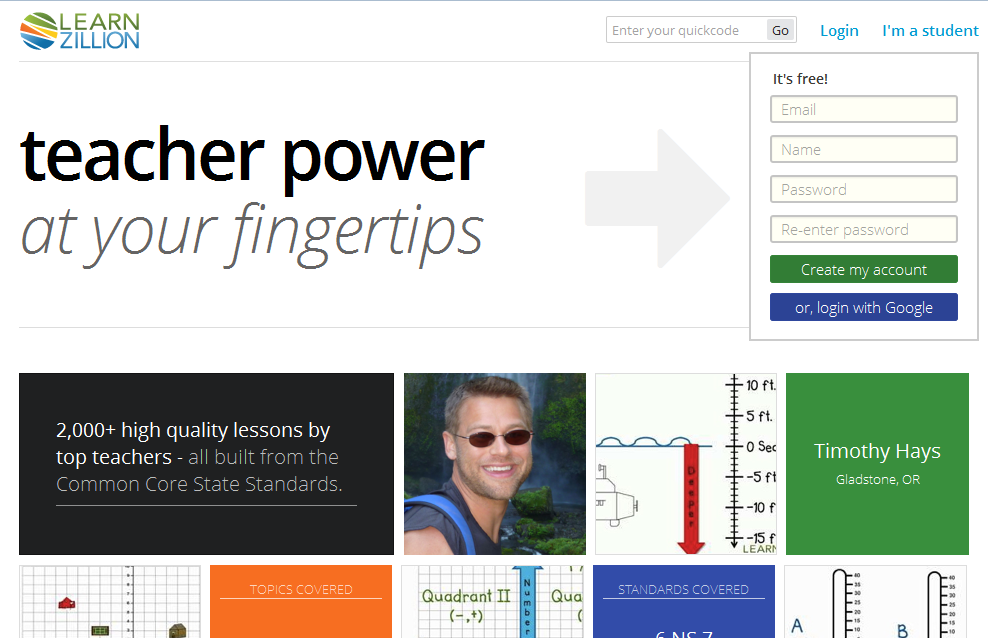 LEARN
ZILLION
Enter your quickcode
Go
Login
I'm a student
It's free!
Email
Name
Password
Re-enter password
Create my account
or, login with Google
teacher power
at your fingertips
2,000+ high quality lessons by
top teachers - all built from the
Common Core State Standards.
10 ft.
5 ft.
0 Sec
-5 ft
-10 f
-15 f
Deeper
LEARN
Timothy Hays
Gladstone, OR
TOPICS COVERED
Quadrant II
(-,+)
Number
Qua
(
STANDARDS COVERED
6.NS.7
A
B